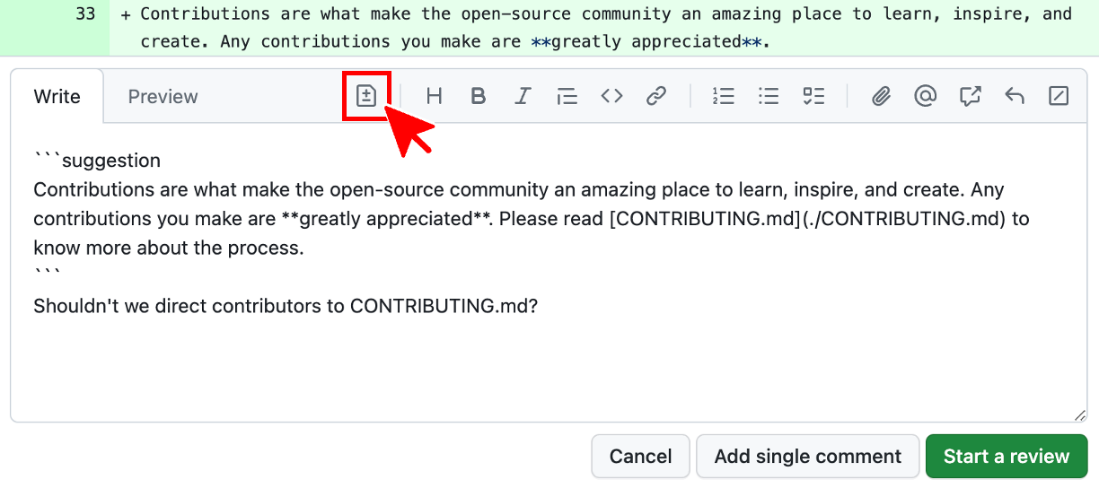 33 + Contributions are what make the open-source community an amazing place to learn, inspire, and
create. Any contributions you make are **greatly appreciated**.
Write Preview H B I <> @
```suggestion
Contributions are what make the open-source community an amazing place to learn, inspire, and create. Any
contributions you make are **greatly appreciated**. Please read [CONTRIBUTING.md](./CONTRIBUTING.md) to
know more about the process.
```
Shouldn't we direct contributors to CONTRIBUTING.md?
Cancel Add single comment Start a review